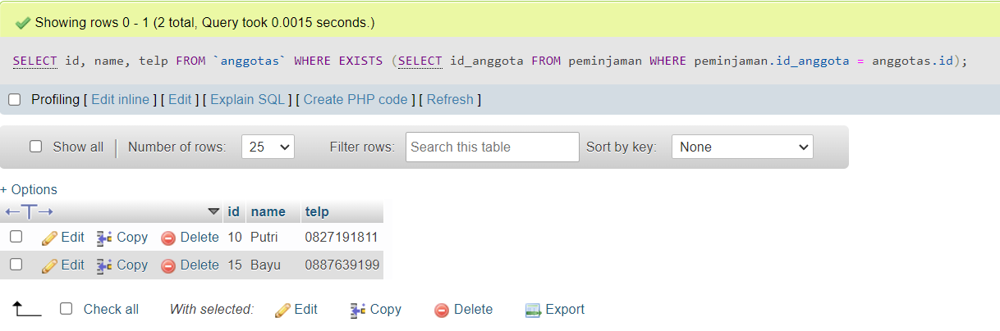 Showing rows 0 - 1 (2 total, Query took 0.0015 seconds.)
SELECT id, name, telp FROM `anggotas` WHERE EXISTS (SELECT id_anggota FROM peminjaman WHERE peminjaman.id_anggota = anggotas.id);
Profiling [ Edit inline ] [ Edit ] [ Explain SQL ] [ Create PHP code ] [ Refresh ]
Show all | Number of rows: 25 Filter rows: Search this table Sort by key: None
+ Options
←T→ id name telp
Edit Copy Delete 10 Putri 0827191811
Edit Copy Delete 15 Bayu 0887639199
Check all With selected: Edit Copy Delete Export